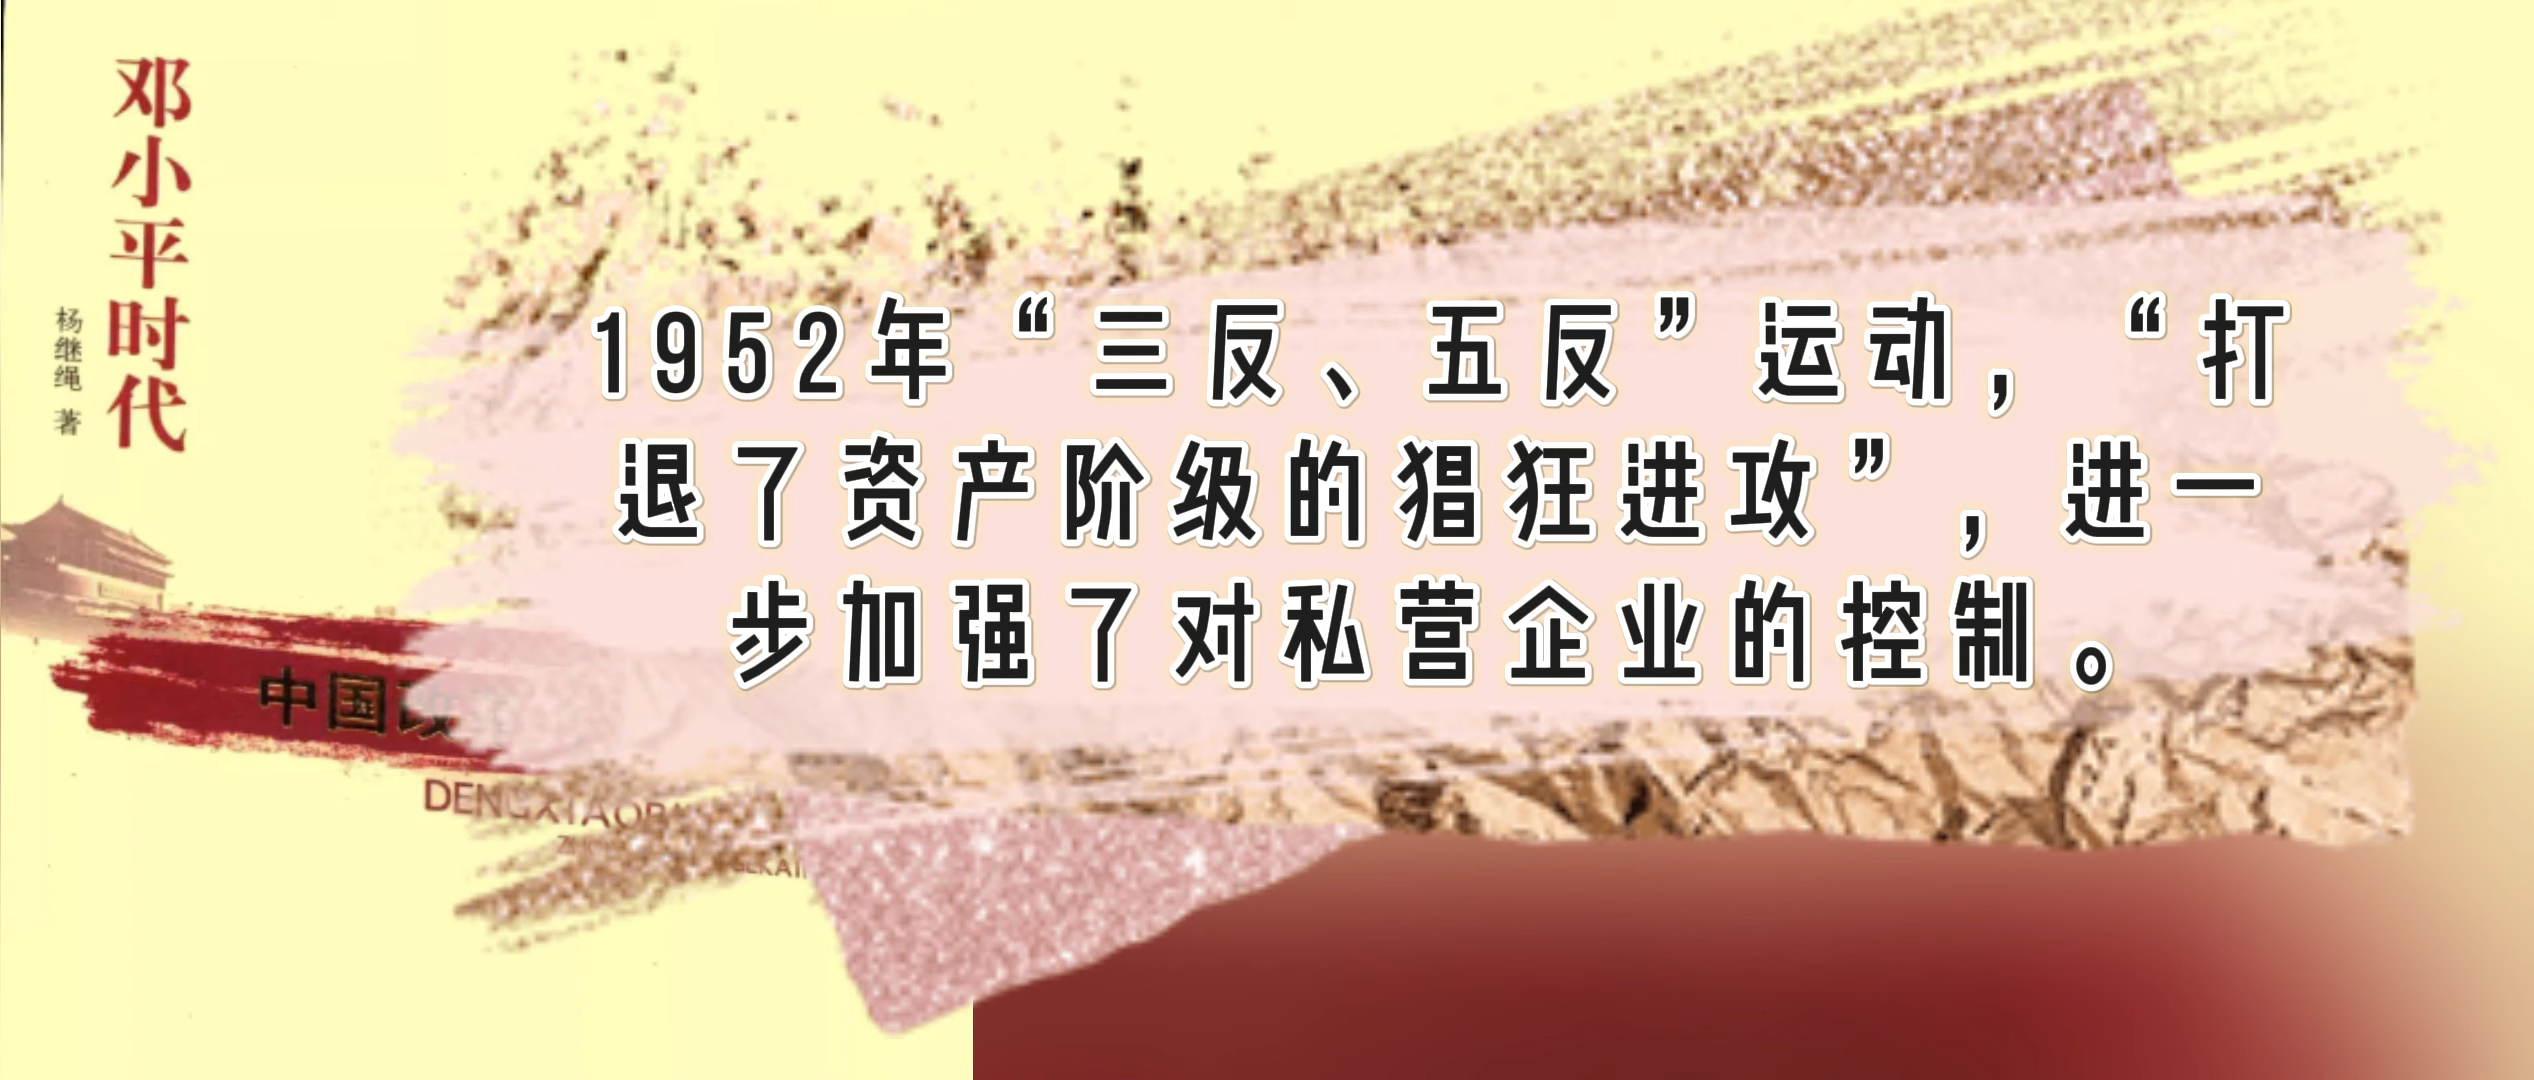 邓小平时代
杨继绳 著
1952年“三反、五反”运动，“打
退了资产阶级的猖狂进攻”，进一
步加强了对私营企业的控制。
中国